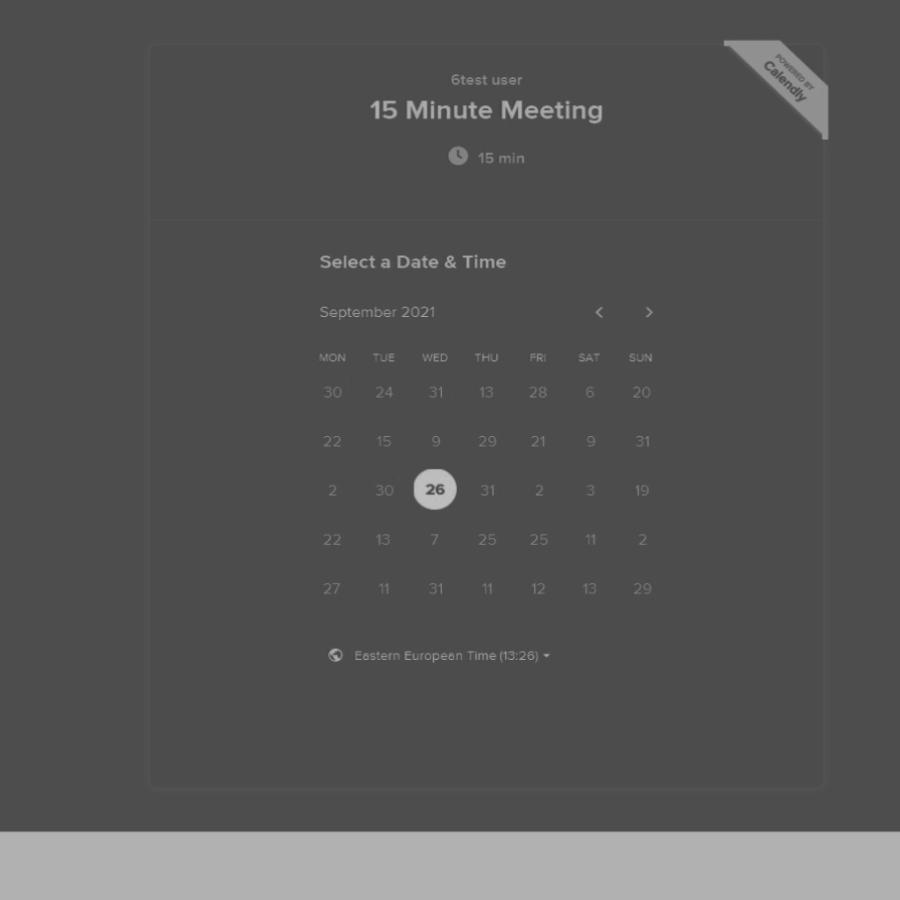 6test user
15 Minute Meeting
15 min
POWERED BY
Calendly
Select a Date & Time
September 2021
MON TUE WED THU FRI SAT SUN
30 24 31 13 28 6 20
22 15 9 29 21 9 31
2 30 26 31 2 3 19
22 13 7 25 25 11 2
27 11 31 11 12 13 29
Eastern European Time (13:26)